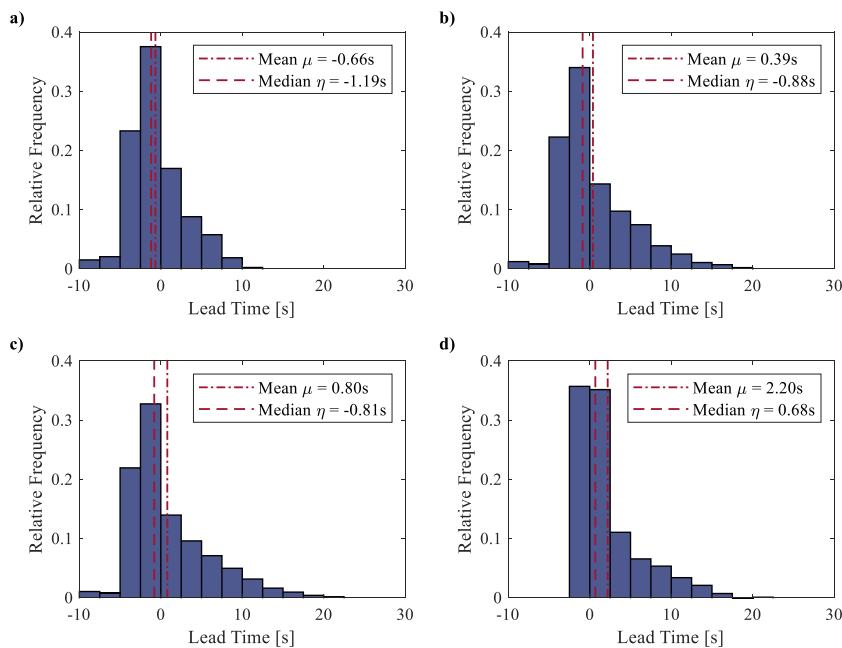 a)
0.4
0.3
0.2
0.1
0
Relative Frequency
Mean μ = -0.66s
Median η = -1.19s
-10 0 10 20 30
Lead Time [s]
b)
0.4
0.3
0.2
0.1
0
Relative Frequency
Mean μ = 0.39s
Median η = -0.88s
-10 0 10 20 30
Lead Time [s]
c)
0.4
0.3
0.2
0.1
0
Relative Frequency
Mean μ = 0.80s
Median η = -0.81s
-10 0 10 20 30
Lead Time [s]
d)
0.4
0.3
0.2
0.1
0
Relative Frequency
Mean μ = 2.20s
Median η = 0.68s
-10 0 10 20 30
Lead Time [s]